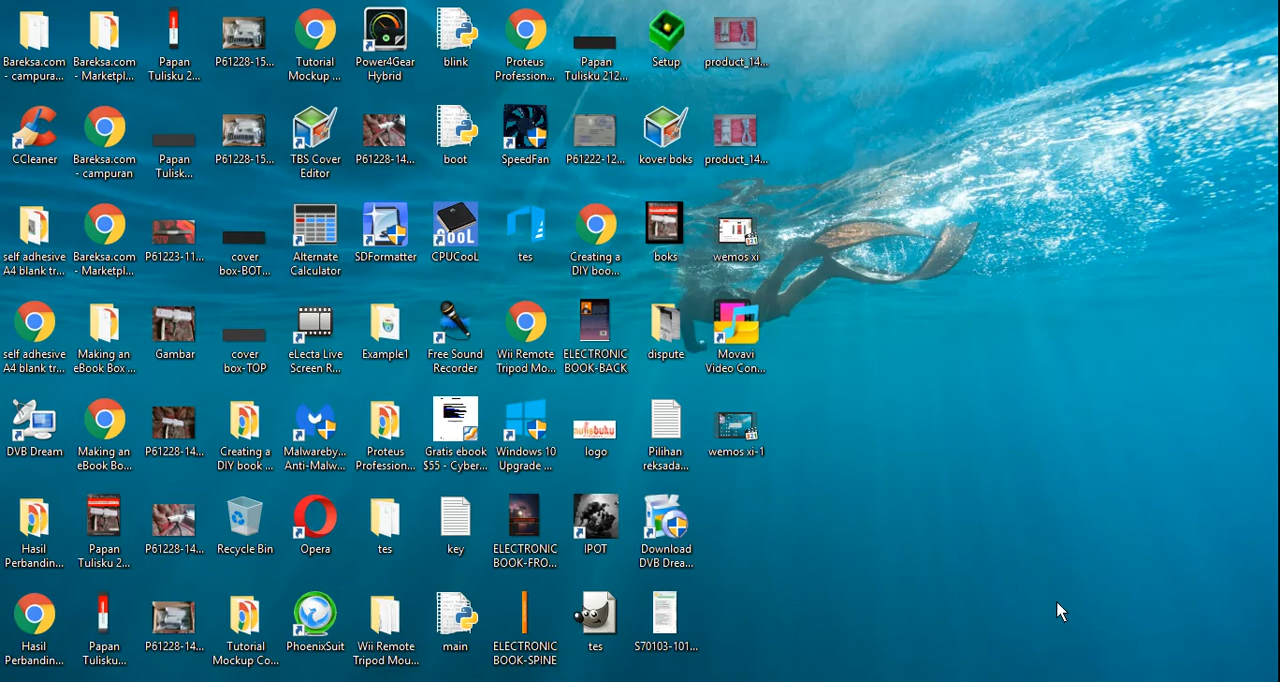 Bareksa.com
- campura...
Bareksa.com
- Marketpl...
Papan
Tulisku 2...
P61228-15...
Tutorial
Mockup ...
Power4Gear
Hybrid
blink
Proteus
Profession...
Papan
Tulisku 212...
Setup
product_14...
CCleaner
Bareksa.com
- campuran
Papan
Tulisk...
P61228-15...
TBS Cover
Editor
P61228-14...
boot
SpeedFan
P61222-12...
kover boks
product_14...
self adhesive
A4 blank tr...
Bareksa.com
- Marketpl...
P61223-11...
cover
box-BOT...
Alternate
Calculator
SDFormatter
COOL
CPUCooL
tes
Creating a
DIY boo...
boks
wemos xi
self adhesive
A4 blank tr...
Making an
eBook Box ...
Gambar
cover
box-TOP
eLecta Live
Screen R...
Example1
Free Sound
Recorder
Wii Remote
Tripod Mo...
ELECTRONIC
BOOK-BACK
dispute
Movavi
Video Con...
DVB Dream
Making an
eBook Bo...
P61228-14...
Creating a
DIY book ...
Malwareby...
Anti-Malw...
Proteus
Profession...
Gratis ebook
$55 - Cyber...
Windows 10
Upgrade ...
nulisbuku
logo
Pilihan
reksada...
wemos xi-1
Hasil
Perbandin...
Papan
Tulisku 2...
P61228-14...
Recycle Bin
Opera
tes
key
ELECTRONIC
BOOK-FRO...
IPOT
Download
DVB Drea...
Hasil
Perbandin...
Papan
Tulisku...
P61228-14...
Tutorial
Mockup Co...
PhoenixSuit
Wii Remote
Tripod Mou...
main
ELECTRONIC
BOOK-SPINE
tes
S70103-101...